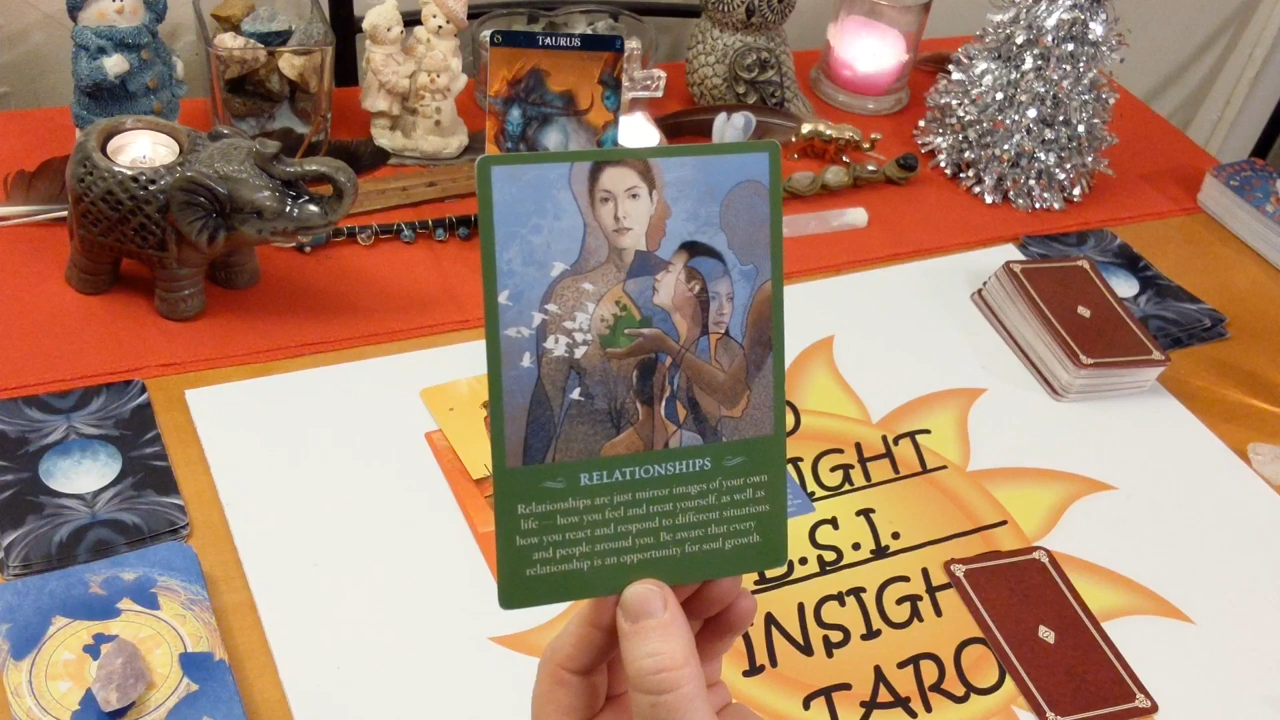 TAURUS
RELATIONSHIPS
Relationships are just mirror images of your own
life — how you feel and treat yourself, as well as
how you react and respond to different situations
and people around you. Be aware that every
relationship is an opportunity for soul growth.
IGHT
.S.I.
INSIGH
TARO